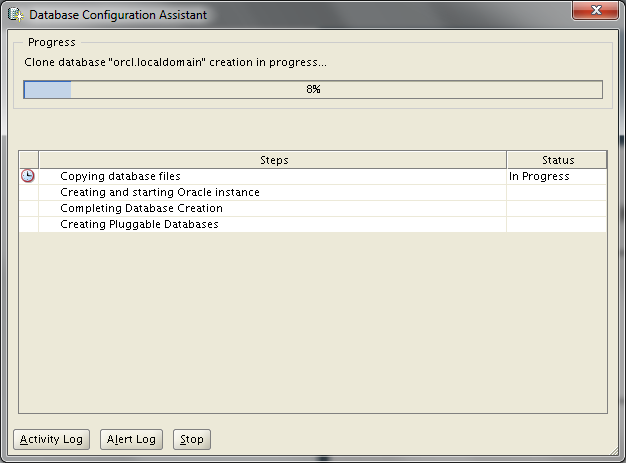 Database Configuration Assistant
Progress
Clone database "orcl.localdomain" creation in progress...
8%
Steps Status
Copying database files In Progress
Creating and starting Oracle instance
Completing Database Creation
Creating Pluggable Databases
Activity Log Alert Log Stop